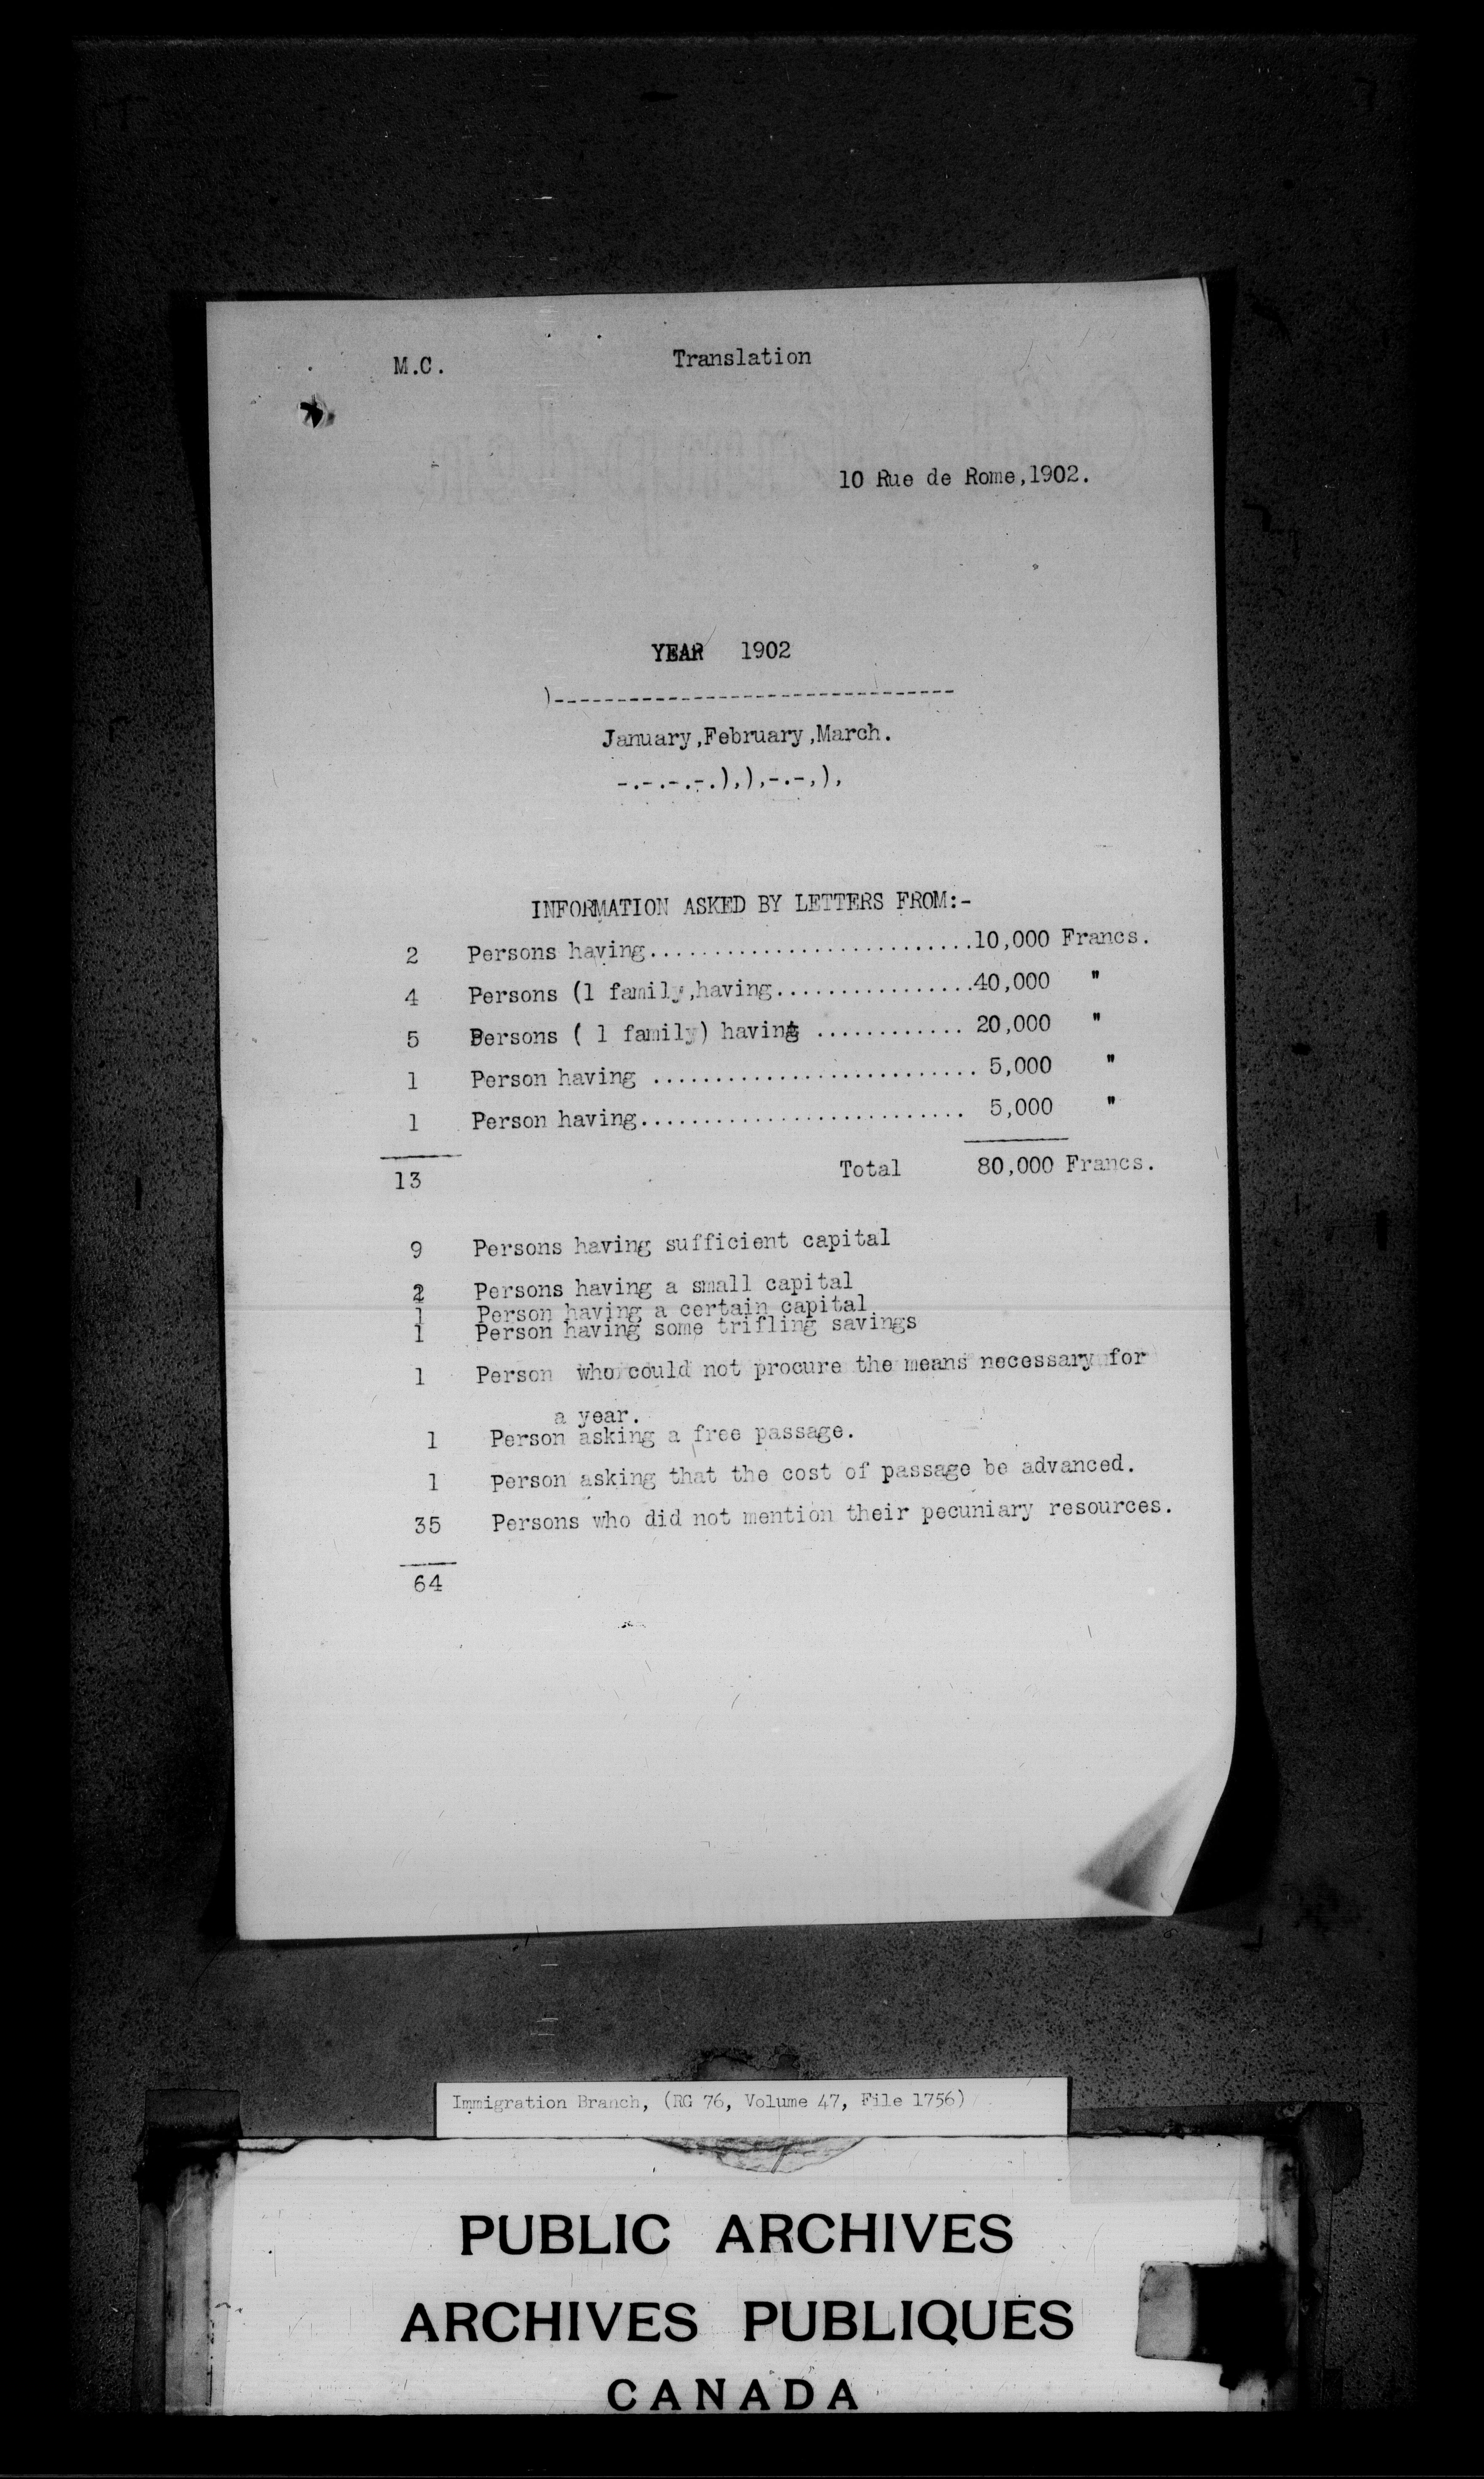 M.C. Translation
10 Rue de Rome,1902.
YEAR 1902
)--------------------------------
January,February,March.
-.-.-.-.),),-.-,),
INFORMATION ASKED BY LETTERS FROM:-
2 Persons having..........................10,000 Francs.
4 Persons (1 family,having................40,000 "
5 Persons ( 1 family) having ............ 20,000 "
1 Person having .......................... 5,000 "
1 Person having.......................... 5,000 "
13 Total 80,000 Francs.
9 Persons having sufficient capital
2 Persons having a small capital
1 Person having a certain capital
1 Person having some trifling savings
1 Person who could not procure the means necessary for
a year.
1 Person asking a free passage.
1 Person asking that the cost of passage be advanced.
35 Persons who did not mention their pecuniary resources.
64
Immigration Branch, (RG 76, Volume 47, File 1756)
PUBLIC ARCHIVES
ARCHIVES PUBLIQUES
CANADA